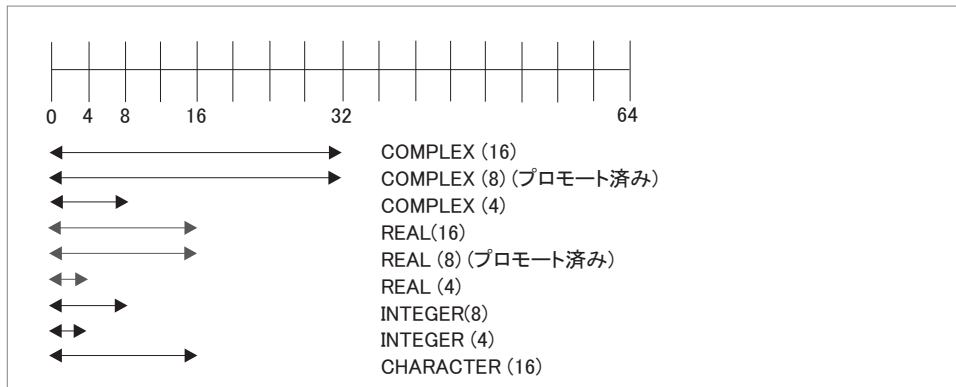 0 4 8 16 32 64
COMPLEX (16)
COMPLEX (8) (プロモート済み)
COMPLEX (4)
REAL(16)
REAL (8) (プロモート済み)
REAL (4)
INTEGER(8)
INTEGER (4)
CHARACTER (16)